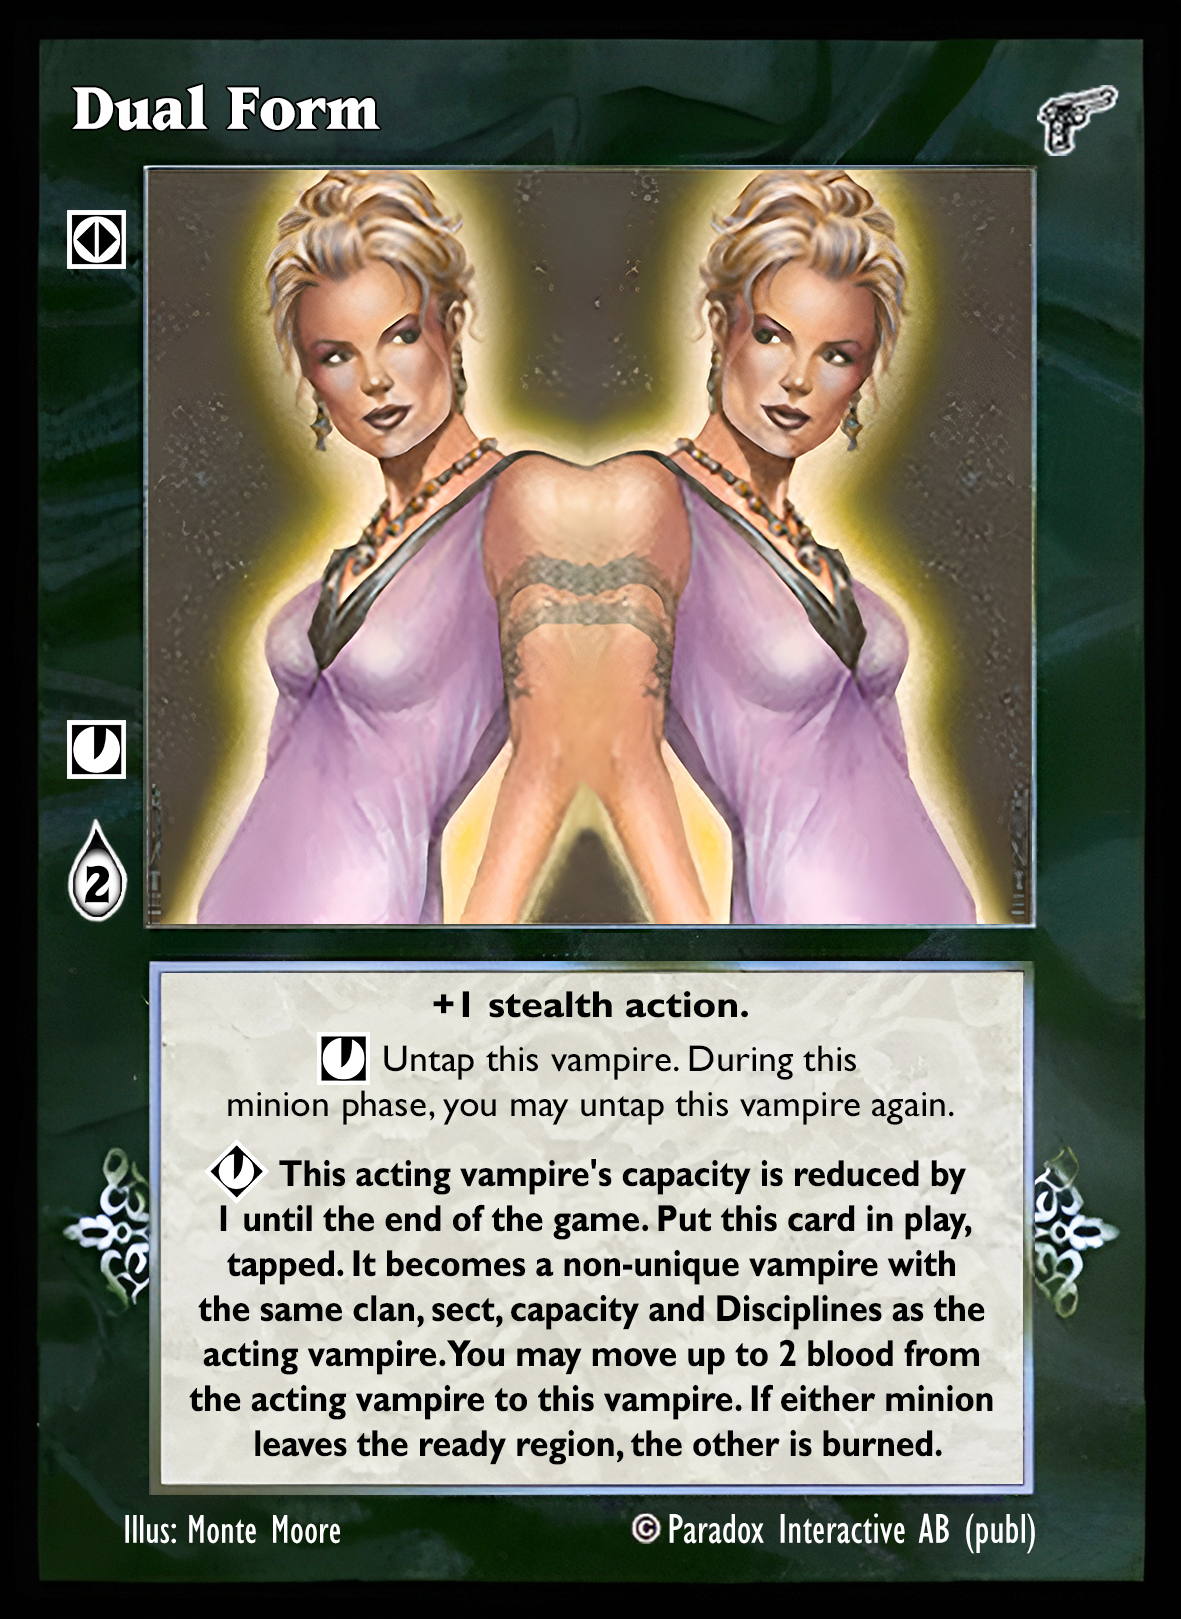 Dual Form
2
+1 stealth action.
Untap this vampire. During this
minion phase, you may untap this vampire again.
This acting vampire's capacity is reduced by
1 until the end of the game. Put this card in play,
tapped. It becomes a non-unique vampire with
the same clan, sect, capacity and Disciplines as the
acting vampire. You may move up to 2 blood from
the acting vampire to this vampire. If either minion
leaves the ready region, the other is burned.
Illus: Monte Moore
© Paradox Interactive AB (publ)